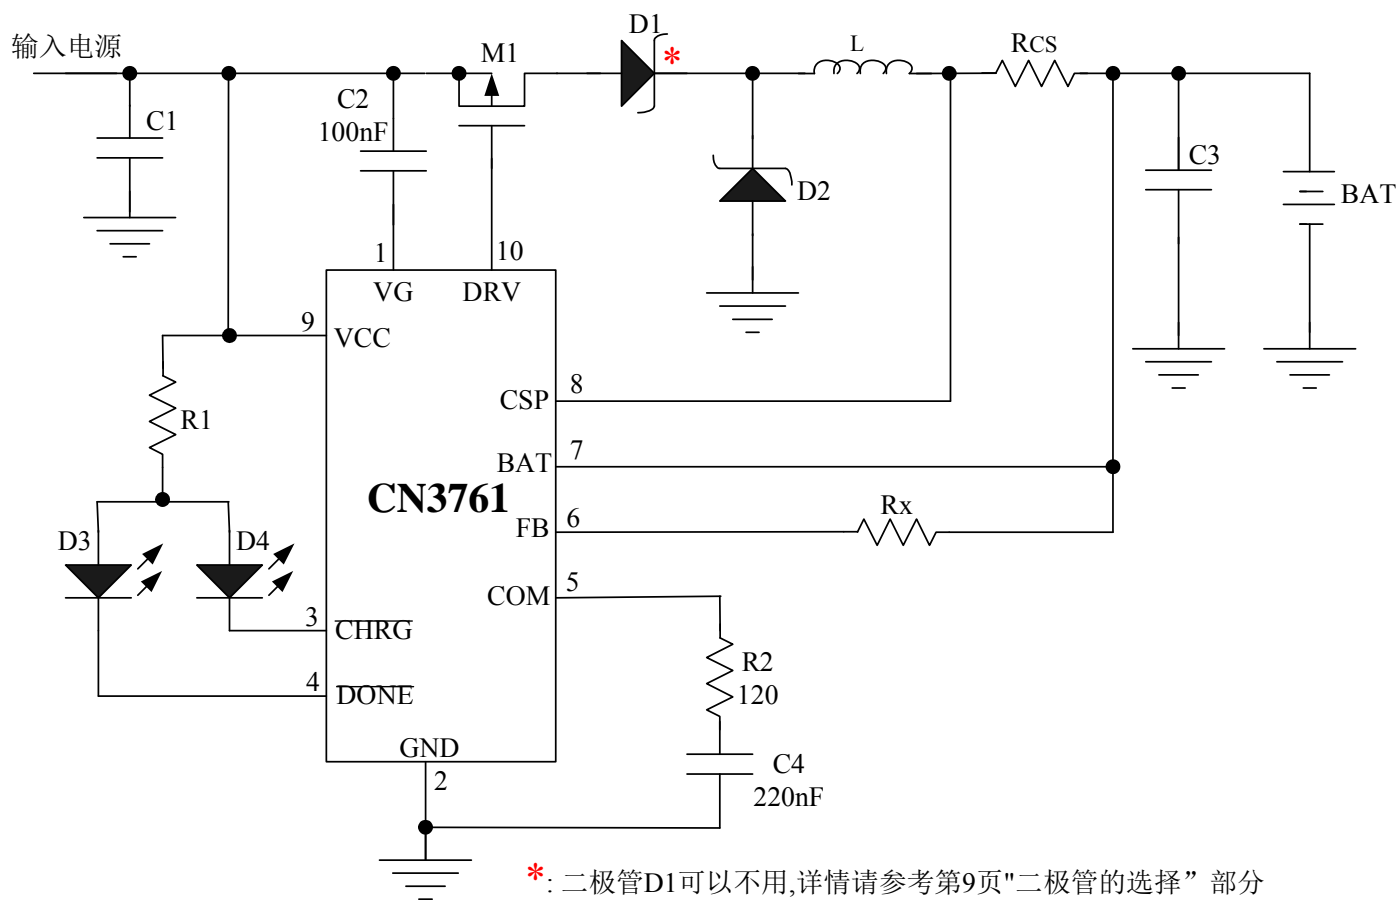 D1
输入电源
M1
*
L
RCS
C1
C2
100nF
C3
D2
BAT
1
10
VG
DRV
9
VCC
8
CSP
R1
7
BAT
CN3761
6
FB
Rx
D3
D4
5
COM
3
CHRG
R2
120
4
DONE
GND
2
C4
220nF
*: 二极管D1可以不用,详情请参考第9页"二极管的选择”部分